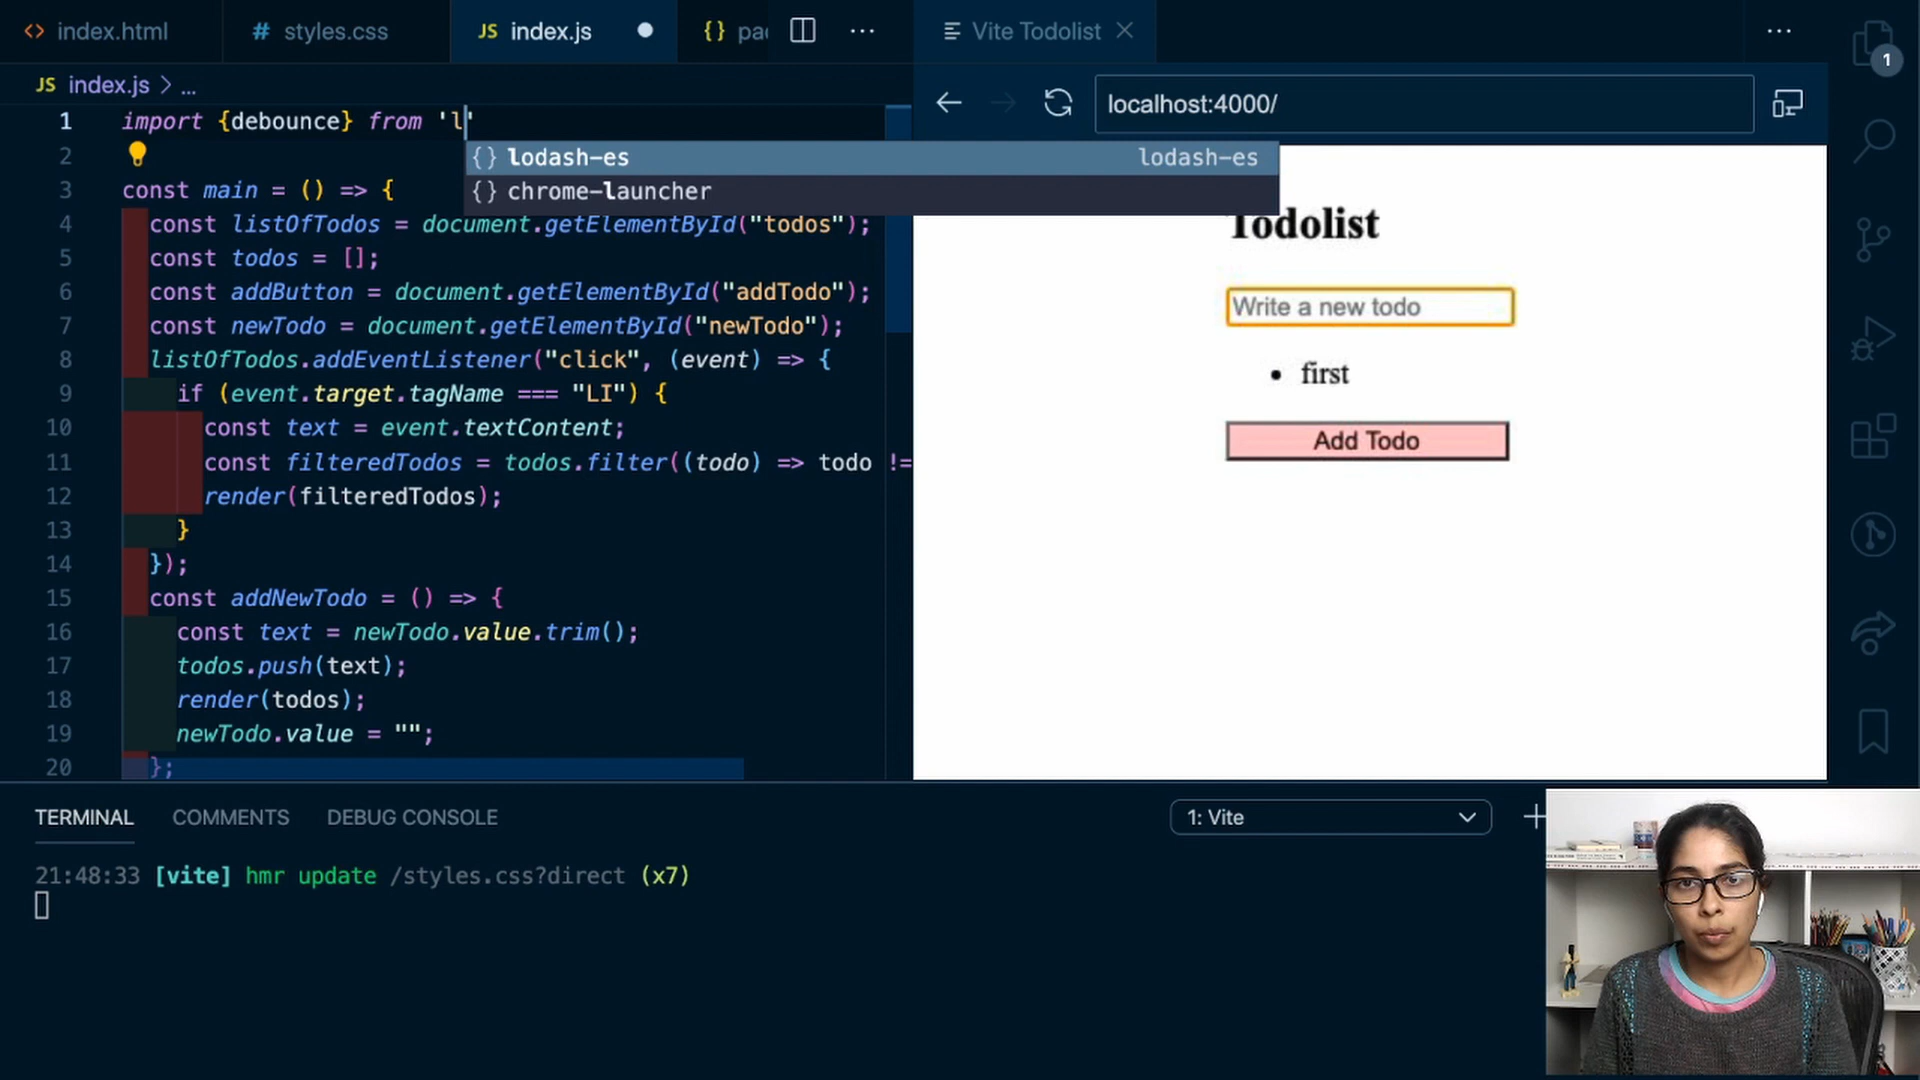 index.html
# styles.css
JS index.js
{} pac
Vite Todolist
1
JS index.js > ...
localhost:4000/
1 import {debounce} from 'l'
{} lodash-es lodash-es
{} chrome-launcher
2
3 const main = () => {
4 const listOfTodos = document.getElementById("todos");
5 const todos = [];
6 const addButton = document.getElementById("addTodo");
7 const newTodo = document.getElementById("newTodo");
8 listOfTodos.addEventListener("click", (event) => {
9 if (event.target.tagName === "LI") {
10 const text = event.textContent;
11 const filteredTodos = todos.filter((todo) => todo !=
12 render(filteredTodos);
13 }
14 });
15 const addNewTodo = () => {
16 const text = newTodo.value.trim();
17 todos.push(text);
18 render(todos);
19 newTodo.value = "";
20 };
Todolist
Write a new todo
• first
Add Todo
TERMINAL COMMENTS DEBUG CONSOLE
1: Vite
21:48:33 [vite] hmr update /styles.css?direct (x7)